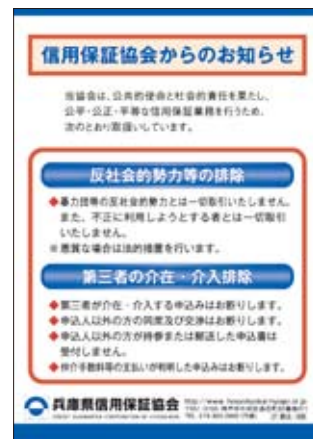 信用保証協会からのお知らせ
当協会は、公共的使命と社会的責任を果たし、
公平・公正・平等な信用保証業務を行うため、
次のとおり取扱いしています。
反社会的勢力等の排除
◆暴力団等の反社会的勢力とは一切取引いたしません。
また、不正に利用しようとする者とは一切取引
いたしません。
※悪質な場合は法的措置を行います。
第三者の介在・介入排除
◆第三者が介在・介入する申込みはお断りします。
◆申込人以外の方の同席及び交渉はお断りします。
◆申込人以外の方が持参または郵送した申込書は
受付しません。
◆仲介手数料等の支払いが判明した申込みはお断りします。
兵庫県信用保証協会